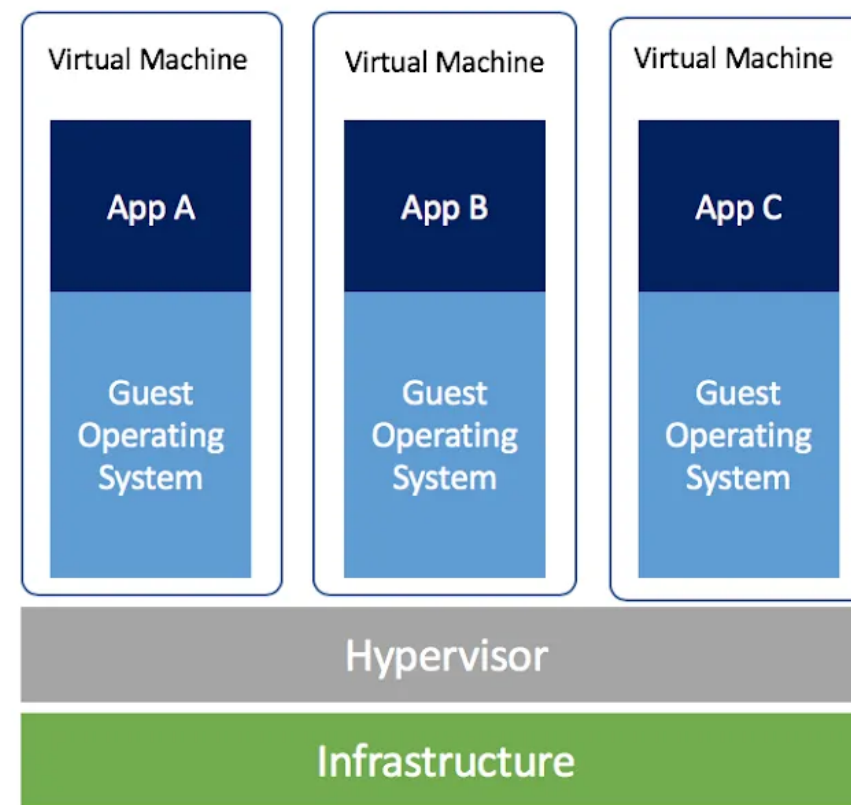 Virtual Machine
App A
Guest
Operating
System
Virtual Machine
App B
Guest
Operating
System
Virtual Machine
App C
Guest
Operating
System
Hypervisor
Infrastructure